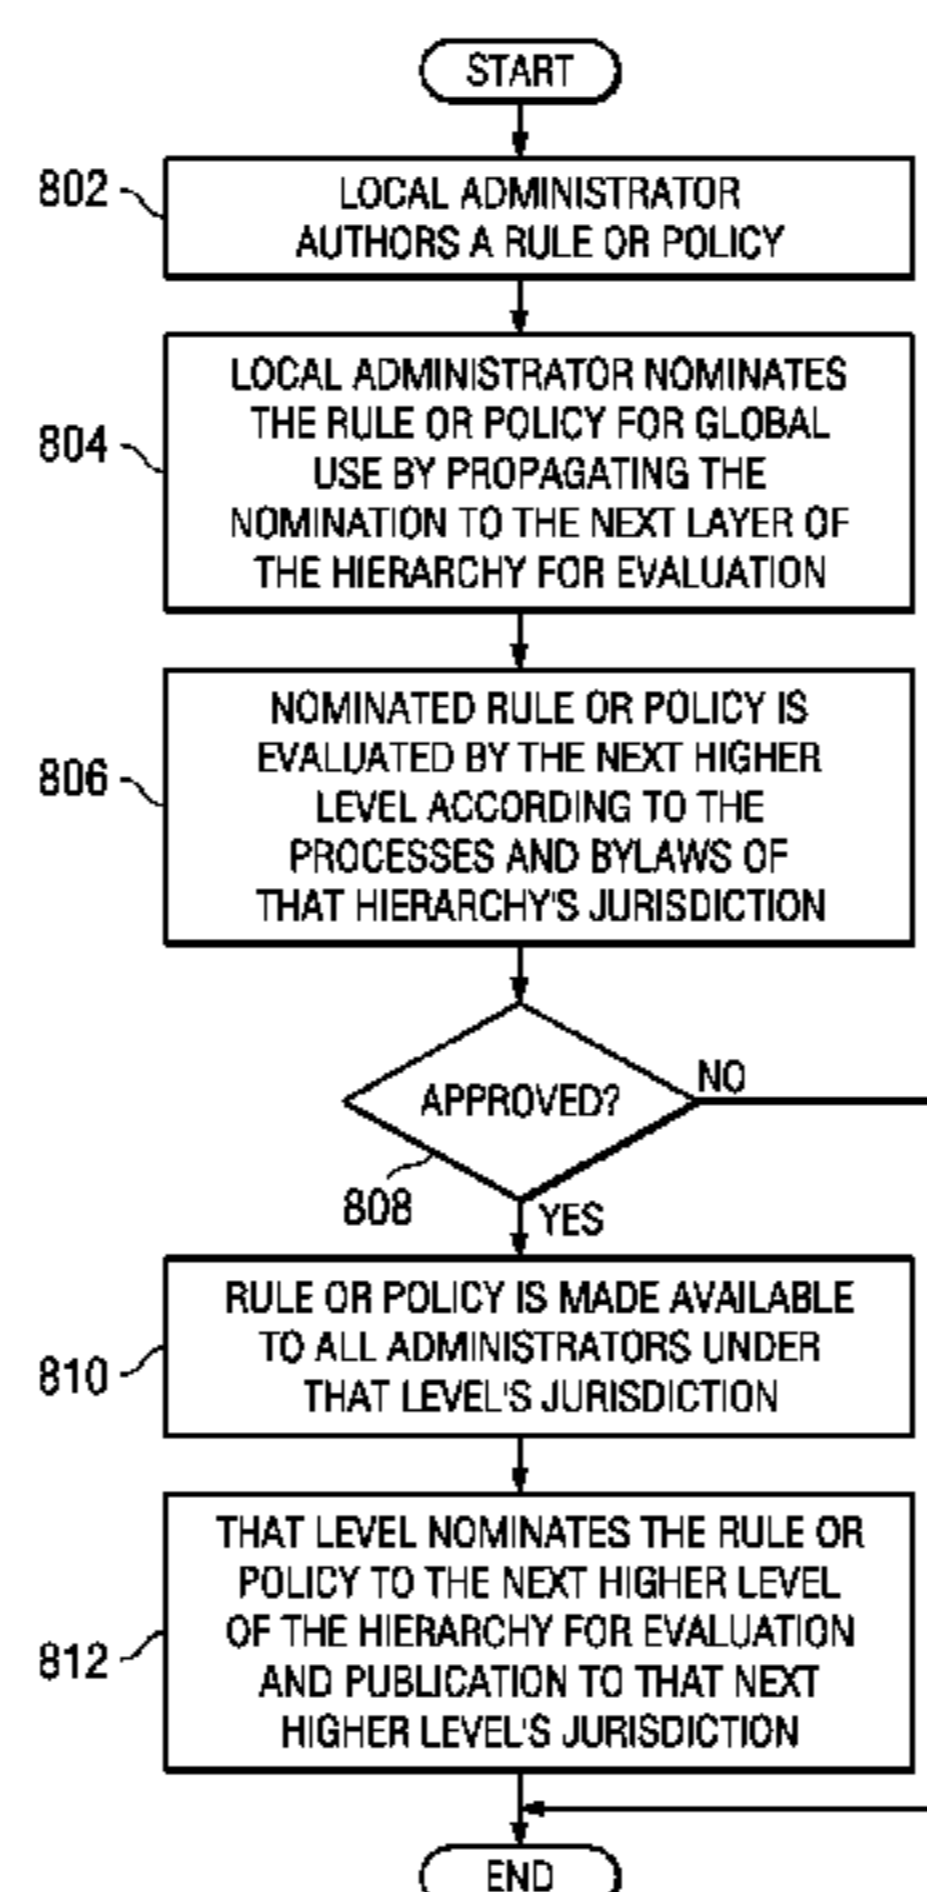 START
802
LOCAL ADMINISTRATOR
AUTHORS A RULE OR POLICY
804
LOCAL ADMINISTRATOR NOMINATES
THE RULE OR POLICY FOR GLOBAL
USE BY PROPAGATING THE
NOMINATION TO THE NEXT LAYER OF
THE HIERARCHY FOR EVALUATION
806
NOMINATED RULE OR POLICY IS
EVALUATED BY THE NEXT HIGHER
LEVEL ACCORDING TO THE
PROCESSES AND BYLAWS OF
THAT HIERARCHY'S JURISDICTION
APPROVED?
NO
808
YES
810
RULE OR POLICY IS MADE AVAILABLE
TO ALL ADMINISTRATORS UNDER
THAT LEVEL'S JURISDICTION
812
THAT LEVEL NOMINATES THE RULE OR
POLICY TO THE NEXT HIGHER LEVEL
OF THE HIERARCHY FOR EVALUATION
AND PUBLICATION TO THAT NEXT
HIGHER LEVEL'S JURISDICTION
END